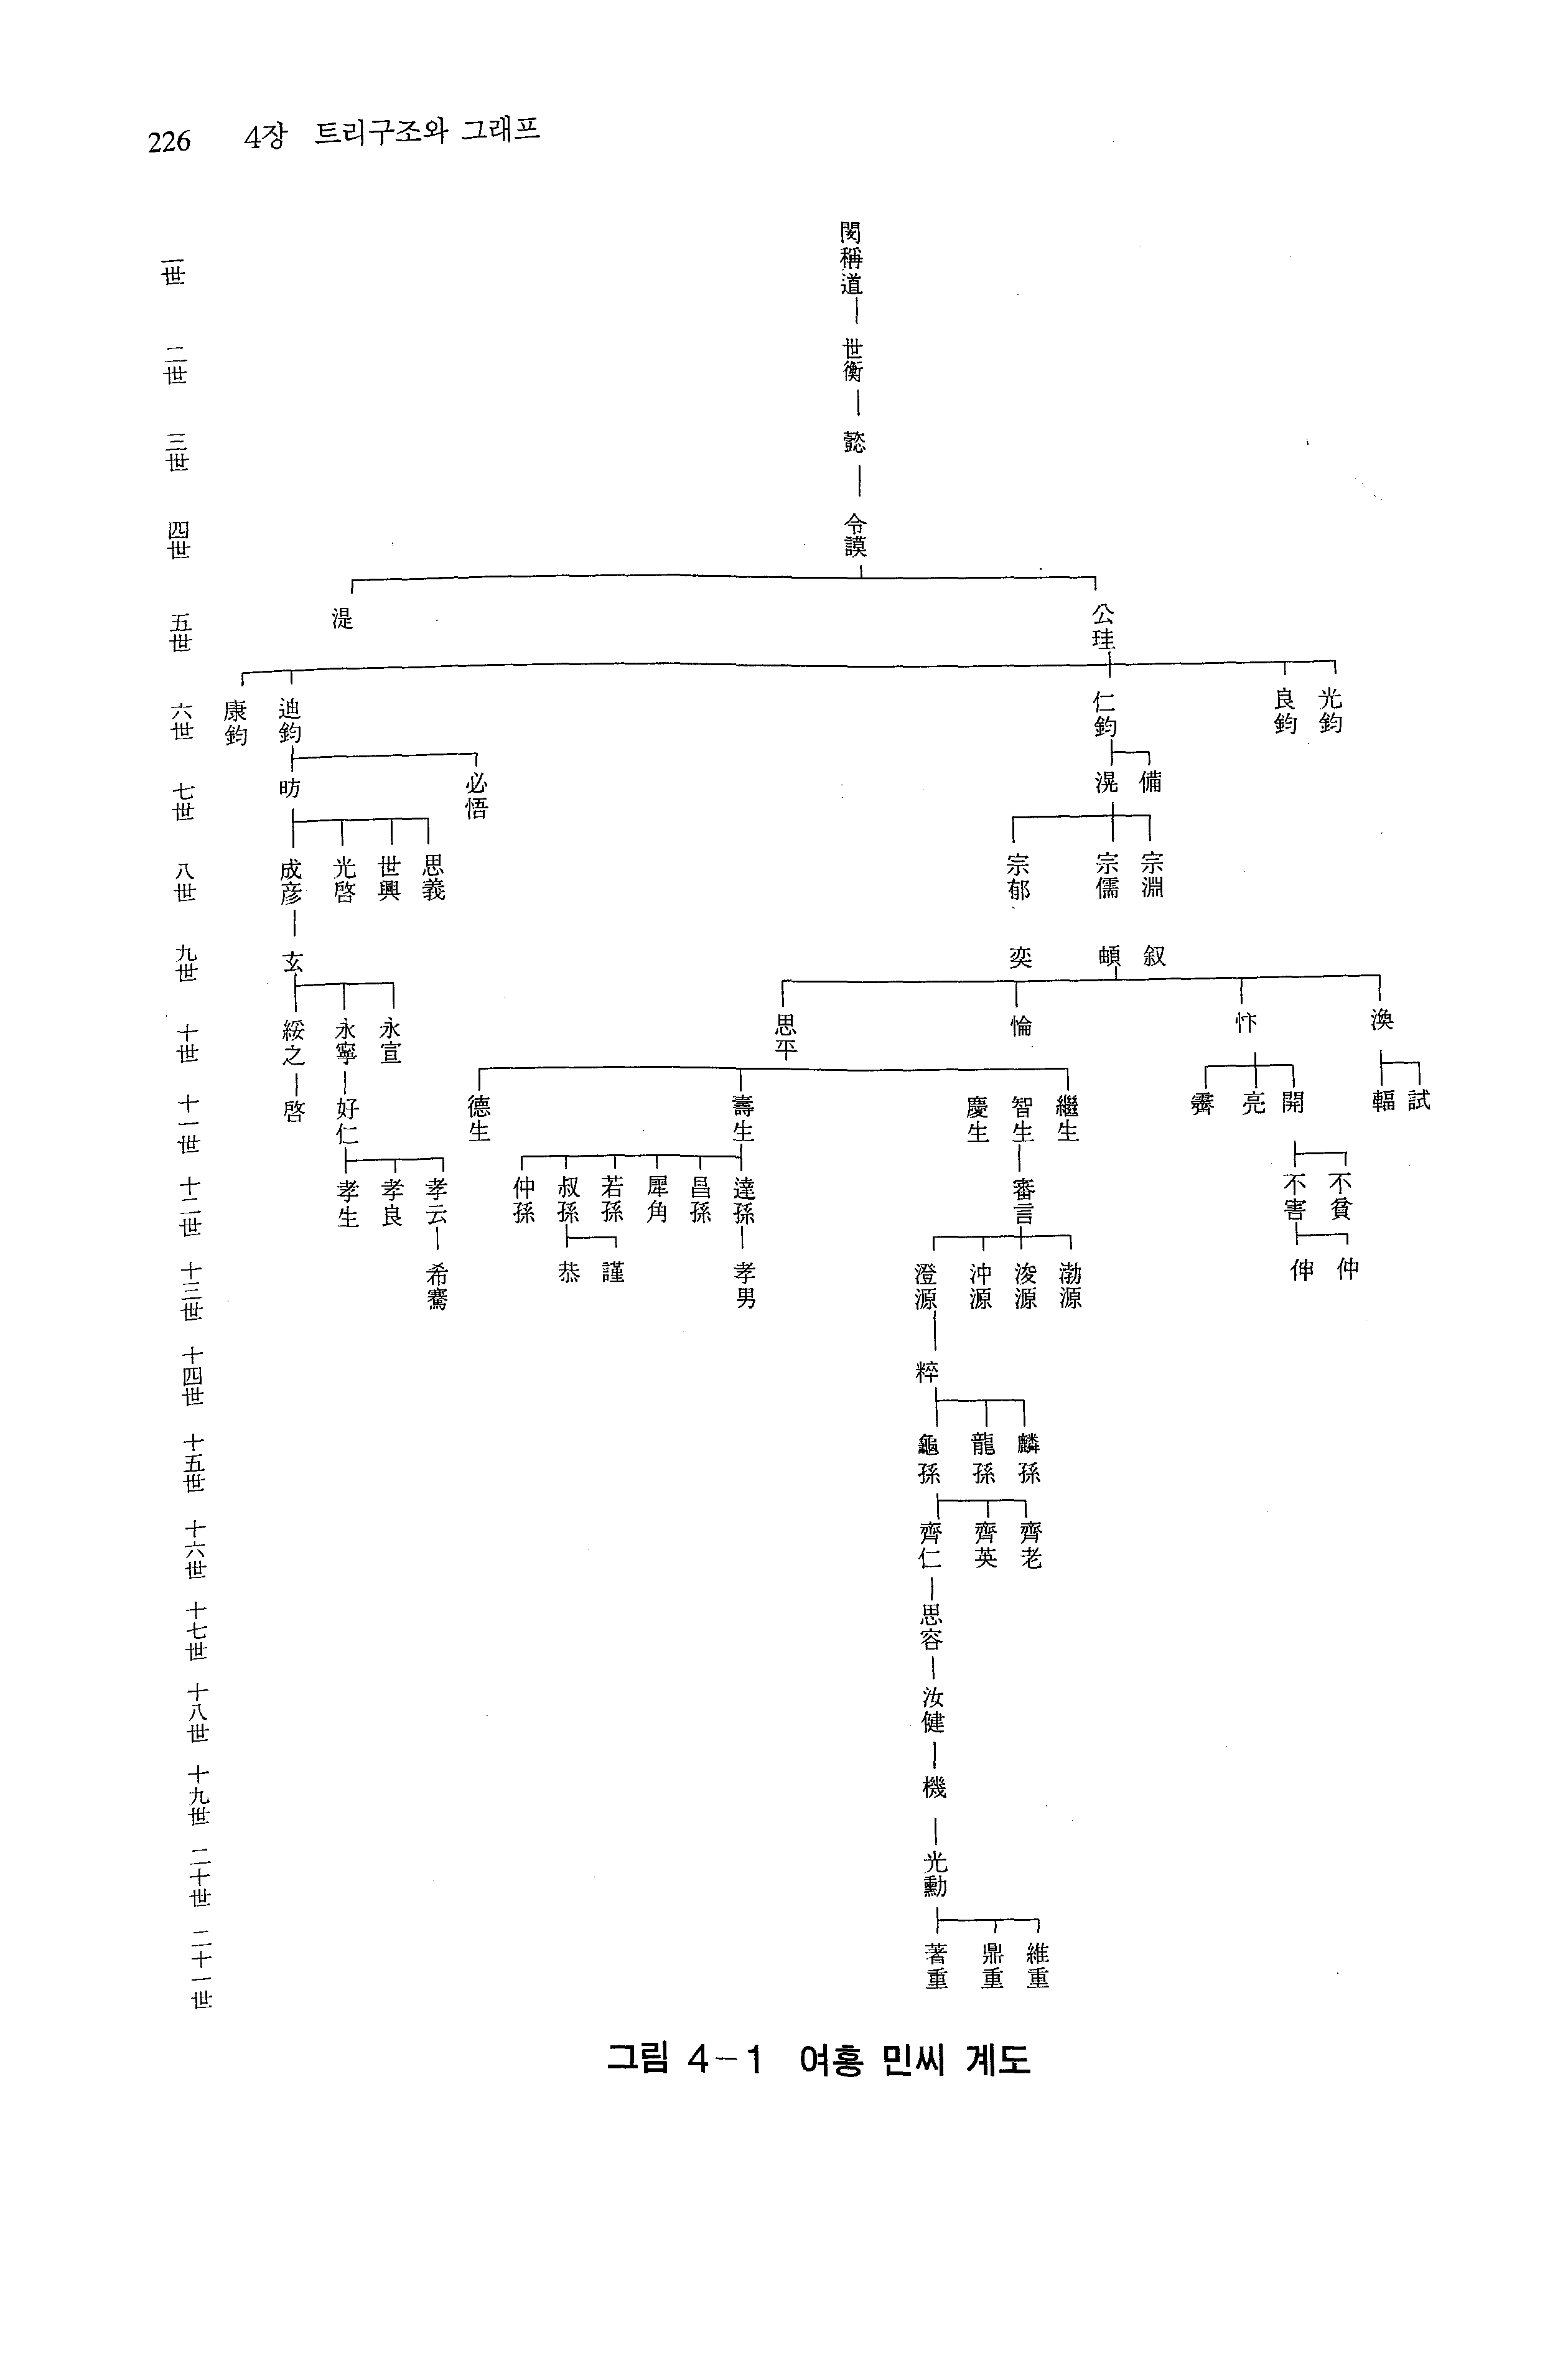 226 4장 트리구조와 그래프
一世
二世
三世
四世
五世
六世
七世
八世
九世
十世
十一世
十二世
十三世
十四世
十五世
十六世
十七世
十八世
十九世
二十世
二十一世
閔稱道
世衡
懿
令謨
湜 公珪
康鈞 迪鈞 仁鈞 良鈞 光鈞
昉 必悟 滉 備
成彦 光啓 世興 思義 宗郁 宗儒 宗淵
玄 奕 頔 叙
綏之 永寧 永宣 思平 惀 忭 渙
啓 好仁 德生 壽生 慶生 智生 繼生 亮 開 輻 試
孝生 孝良 孝云 仲孫 叔孫 若孫 犀角 昌孫 達孫 審言 不害 不貧
希騫 恭 謹 孝男 澄源 沖源 浚源 渤源 伸 仲
粹
龜孫 龍孫 麟孫
齊仁 齊英 齊老
思容
汝健
機
光勳
著重 鼎重 維重
그림 4-1 여흥 민씨 계도